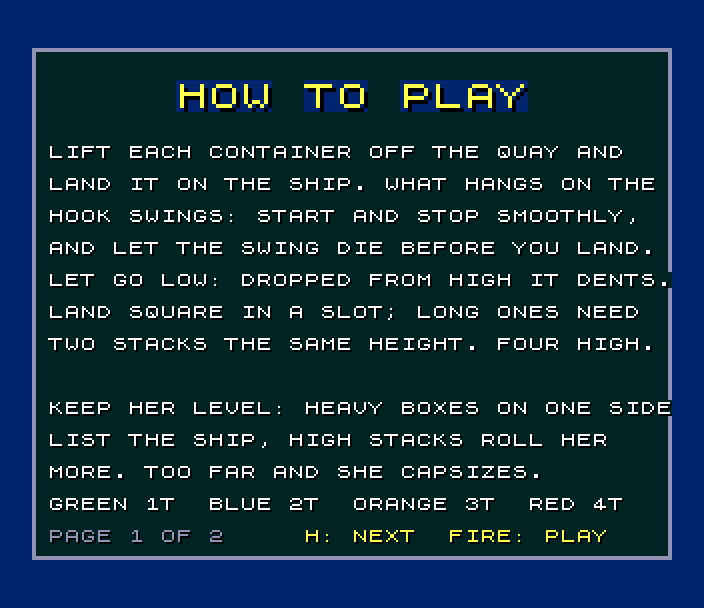 HOW TO PLAY
LIFT EACH CONTAINER OFF THE QUAY AND
LAND IT ON THE SHIP. WHAT HANGS ON THE
HOOK SWINGS: START AND STOP SMOOTHLY,
AND LET THE SWING DIE BEFORE YOU LAND.
LET GO LOW: DROPPED FROM HIGH IT DENTS.
LAND SQUARE IN A SLOT; LONG ONES NEED
TWO STACKS THE SAME HEIGHT. FOUR HIGH.
KEEP HER LEVEL: HEAVY BOXES ON ONE SIDE
LIST THE SHIP, HIGH STACKS ROLL HER
MORE. TOO FAR AND SHE CAPSIZES.
GREEN 1T BLUE 2T ORANGE 3T RED 4T
PAGE 1 OF 2 H: NEXT FIRE: PLAY